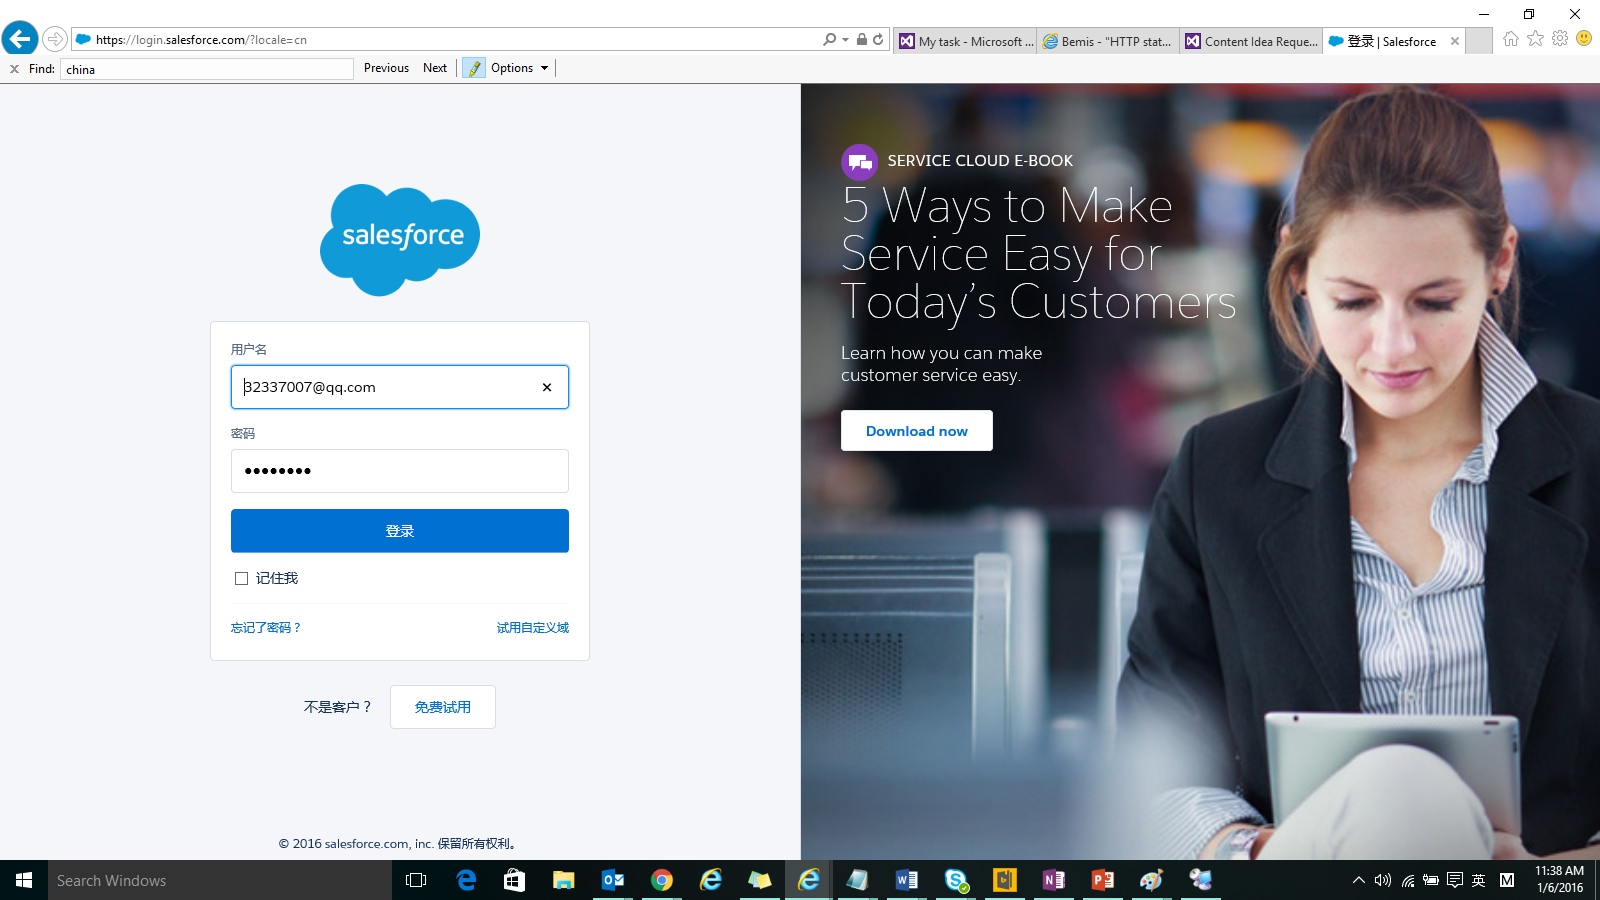 https://login.salesforce.com/?locale=cn
My task - Microsoft ...
Bemis - "HTTP stat...
Content Idea Reque...
登录 | Salesforce
Find:
china
Previous
Next
Options
salesforce
用户名
32337007@qq.com
密码
登录
记住我
忘记了密码？
试用自定义域
不是客户？
免费试用
© 2016 salesforce.com, inc. 保留所有权利。
SERVICE CLOUD E-BOOK
5 Ways to Make
Service Easy for
Today’s Customers
Learn how you can make
customer service easy.
Download now
Search Windows
英
M
11:38 AM
1/6/2016